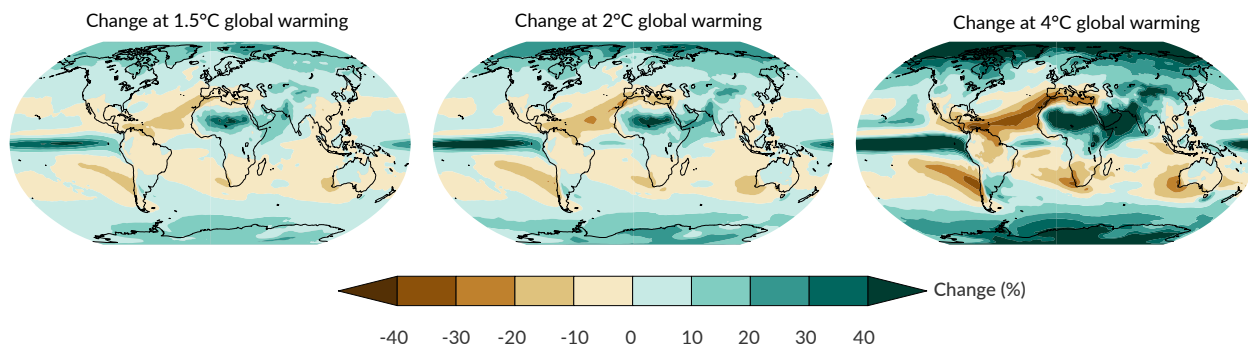 Change at 1.5°C global warming
Change at 2°C global warming
Change at 4°C global warming
Change (%)
-40 -30 -20 -10 0 10 20 30 40